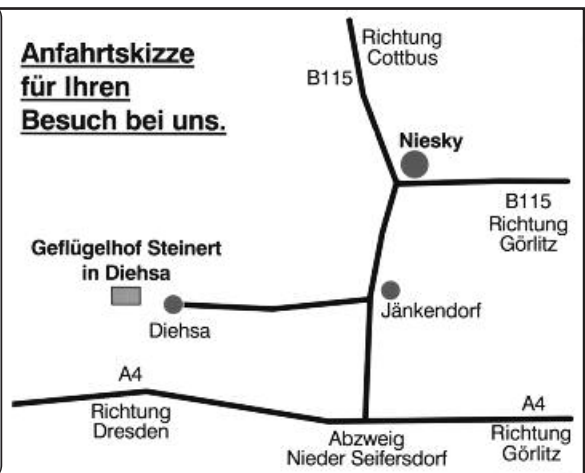 Anfahrtskizze
für Ihren
Besuch bei uns.
Richtung
Cottbus
B115
Niesky
B115
Richtung
Görlitz
Geflügelhof Steinert
in Diehsa
Diehsa
Jänkendorf
A4
Richtung
Dresden
Abzweig
Nieder Seifersdorf
A4
Richtung
Görlitz